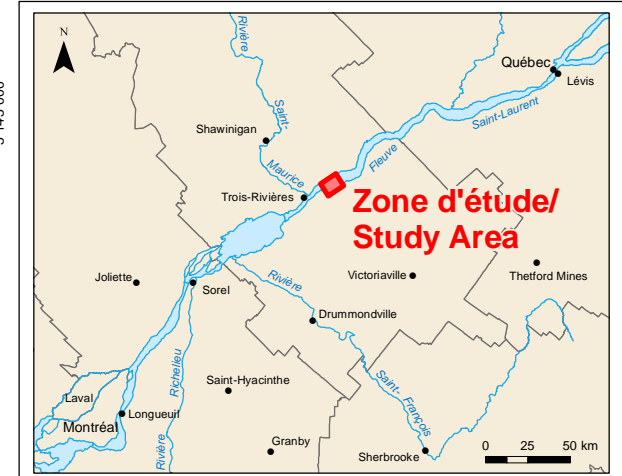 N
Rivière
Saint-
Maurice
Québec
Lévis
Saint-Laurent
Fleuve
Shawinigan
Trois-Rivières
Zone d'étude/
Study Area
Joliette
Sorel
Rivière
Victoriaville
Thetford Mines
Drummondville
Saint-
François
Richelieu
Rivière
Saint-Hyacinthe
Laval
Longueuil
Montréal
Granby
Sherbrooke
0 25 50 km